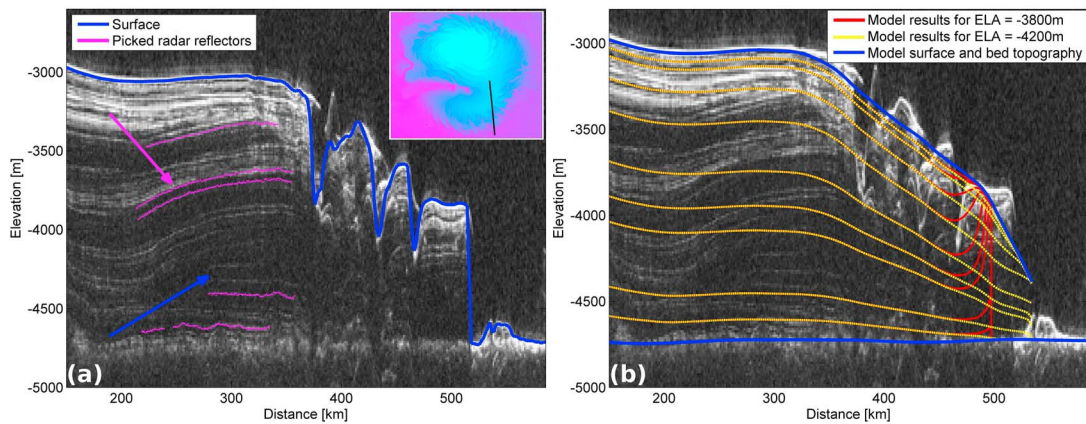 Surface
Picked radar reflectors
Elevation [m]
-3000
-3500
-4000
-4500
-5000
200
300
400
500
Distance [km]
(a)
Model results for ELA = -3800m
Model results for ELA = -4200m
Model surface and bed topography
Elevation [m]
-3000
-3500
-4000
-4500
-5000
200
300
400
500
Distance [km]
(b)